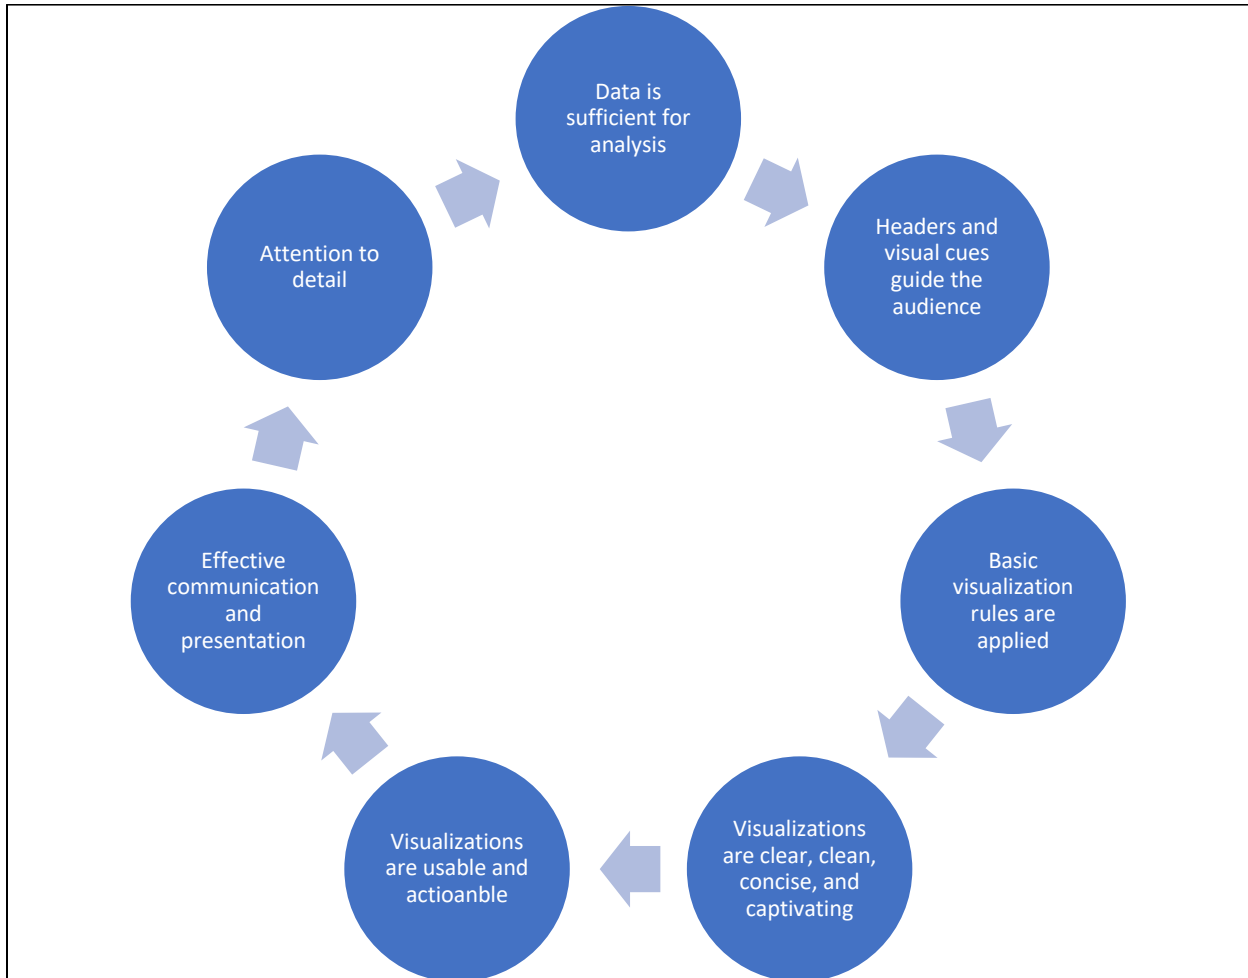 Data is
sufficient for
analysis
Headers and
visual cues
guide the
audience
Basic
visualization
rules are
applied
Visualizations
are clear, clean,
concise, and
captivating
Visualizations
are usable and
actioanble
Effective
communication
and
presentation
Attention to
detail